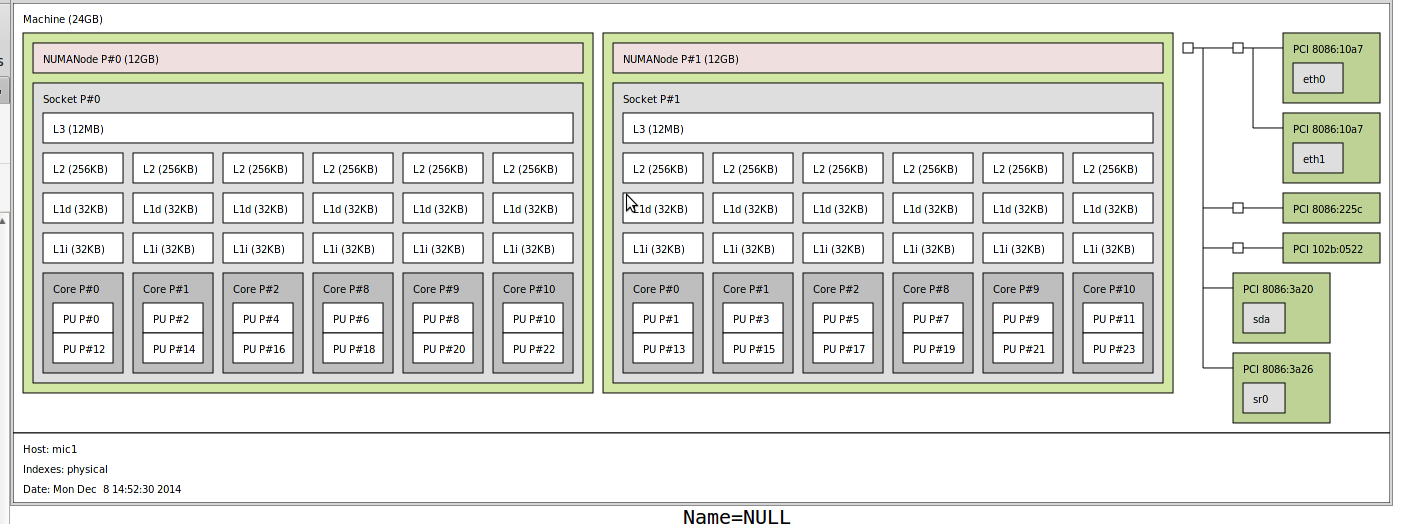 Machine (24GB)
NUMANode P#0 (12GB)
Socket P#0
L3 (12MB)
L2 (256KB) L2 (256KB) L2 (256KB) L2 (256KB) L2 (256KB) L2 (256KB)
L1d (32KB) L1d (32KB) L1d (32KB) L1d (32KB) L1d (32KB) L1d (32KB)
L1i (32KB) L1i (32KB) L1i (32KB) L1i (32KB) L1i (32KB) L1i (32KB)
Core P#0 Core P#1 Core P#2 Core P#8 Core P#9 Core P#10
PU P#0 PU P#2 PU P#4 PU P#6 PU P#8 PU P#10
PU P#12 PU P#14 PU P#16 PU P#18 PU P#20 PU P#22
NUMANode P#1 (12GB)
Socket P#1
L3 (12MB)
L2 (256KB) L2 (256KB) L2 (256KB) L2 (256KB) L2 (256KB) L2 (256KB)
L1d (32KB) L1d (32KB) L1d (32KB) L1d (32KB) L1d (32KB) L1d (32KB)
L1i (32KB) L1i (32KB) L1i (32KB) L1i (32KB) L1i (32KB) L1i (32KB)
Core P#0 Core P#1 Core P#2 Core P#8 Core P#9 Core P#10
PU P#1 PU P#3 PU P#5 PU P#7 PU P#9 PU P#11
PU P#13 PU P#15 PU P#17 PU P#19 PU P#21 PU P#23
PCI 8086:10a7
eth0
PCI 8086:10a7
eth1
PCI 8086:225c
PCI 102b:0522
PCI 8086:3a20
sda
PCI 8086:3a26
sr0
Host: mic1
Indexes: physical
Date: Mon Dec  8 14:52:30 2014
Name=NULL